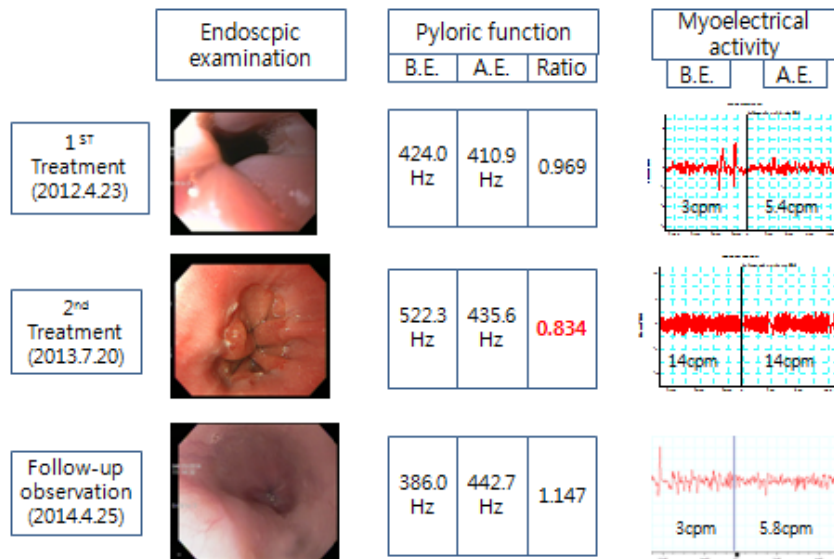 Endoscpic
examination
Pyloric function
B.E. A.E. Ratio
Myoelectrical
activity
B.E. A.E.
1 ST
Treatment
(2012.4.23)
424.0
Hz
410.9
Hz
0.969
3cpm 5.4cpm
2nd
Treatment
(2013.7.20)
522.3
Hz
435.6
Hz
0.834
14cpm 14cpm
Follow-up
observation
(2014.4.25)
386.0
Hz
442.7
Hz
1.147
3cpm 5.8cpm